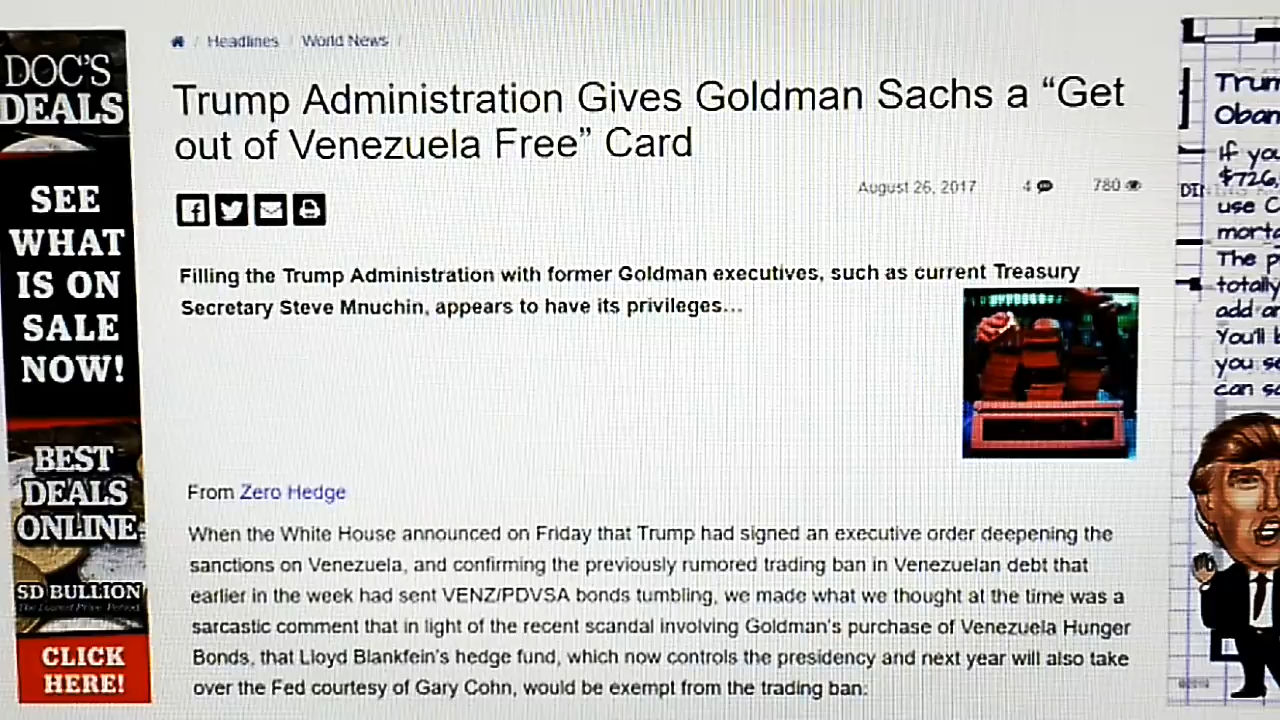 DOC'S
DEALS
SEE
WHAT
IS ON
SALE
NOW!
BEST
DEALS
ONLINE
SD BULLION
The Lowest Price. Period.
CLICK
HERE!
/ Headlines / World News /
Trump Administration Gives Goldman Sachs a “Get
out of Venezuela Free” Card
August 26, 2017 4 780
Filling the Trump Administration with former Goldman executives, such as current Treasury
Secretary Steve Mnuchin, appears to have its privileges...
From Zero Hedge
When the White House announced on Friday that Trump had signed an executive order deepening the
sanctions on Venezuela, and confirming the previously rumored trading ban in Venezuelan debt that
earlier in the week had sent VENZ/PDVSA bonds tumbling, we made what we thought at the time was a
sarcastic comment that in light of the recent scandal involving Goldman's purchase of Venezuela Hunger
Bonds, that Lloyd Blankfein's hedge fund, which now controls the presidency and next year will also take
over the Fed courtesy of Gary Cohn, would be exempt from the trading ban:
If you
$726,
use C
The p
totally
You'll b